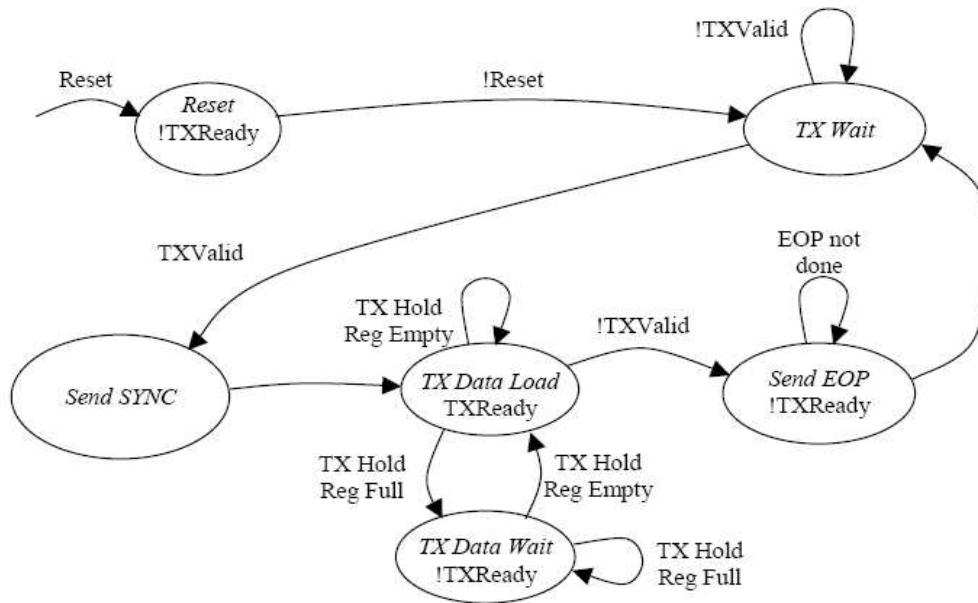 !TXValid
Reset
!Reset
Reset
!TXReady
TX Wait
TXValid
EOP not
done
TX Hold
Reg Empty
!TXValid
Send SYNC
TX Data Load
TXReady
Send EOP
!TXReady
TX Hold
Reg Full
TX Hold
Reg Empty
TX Data Wait
!TXReady
TX Hold
Reg Full